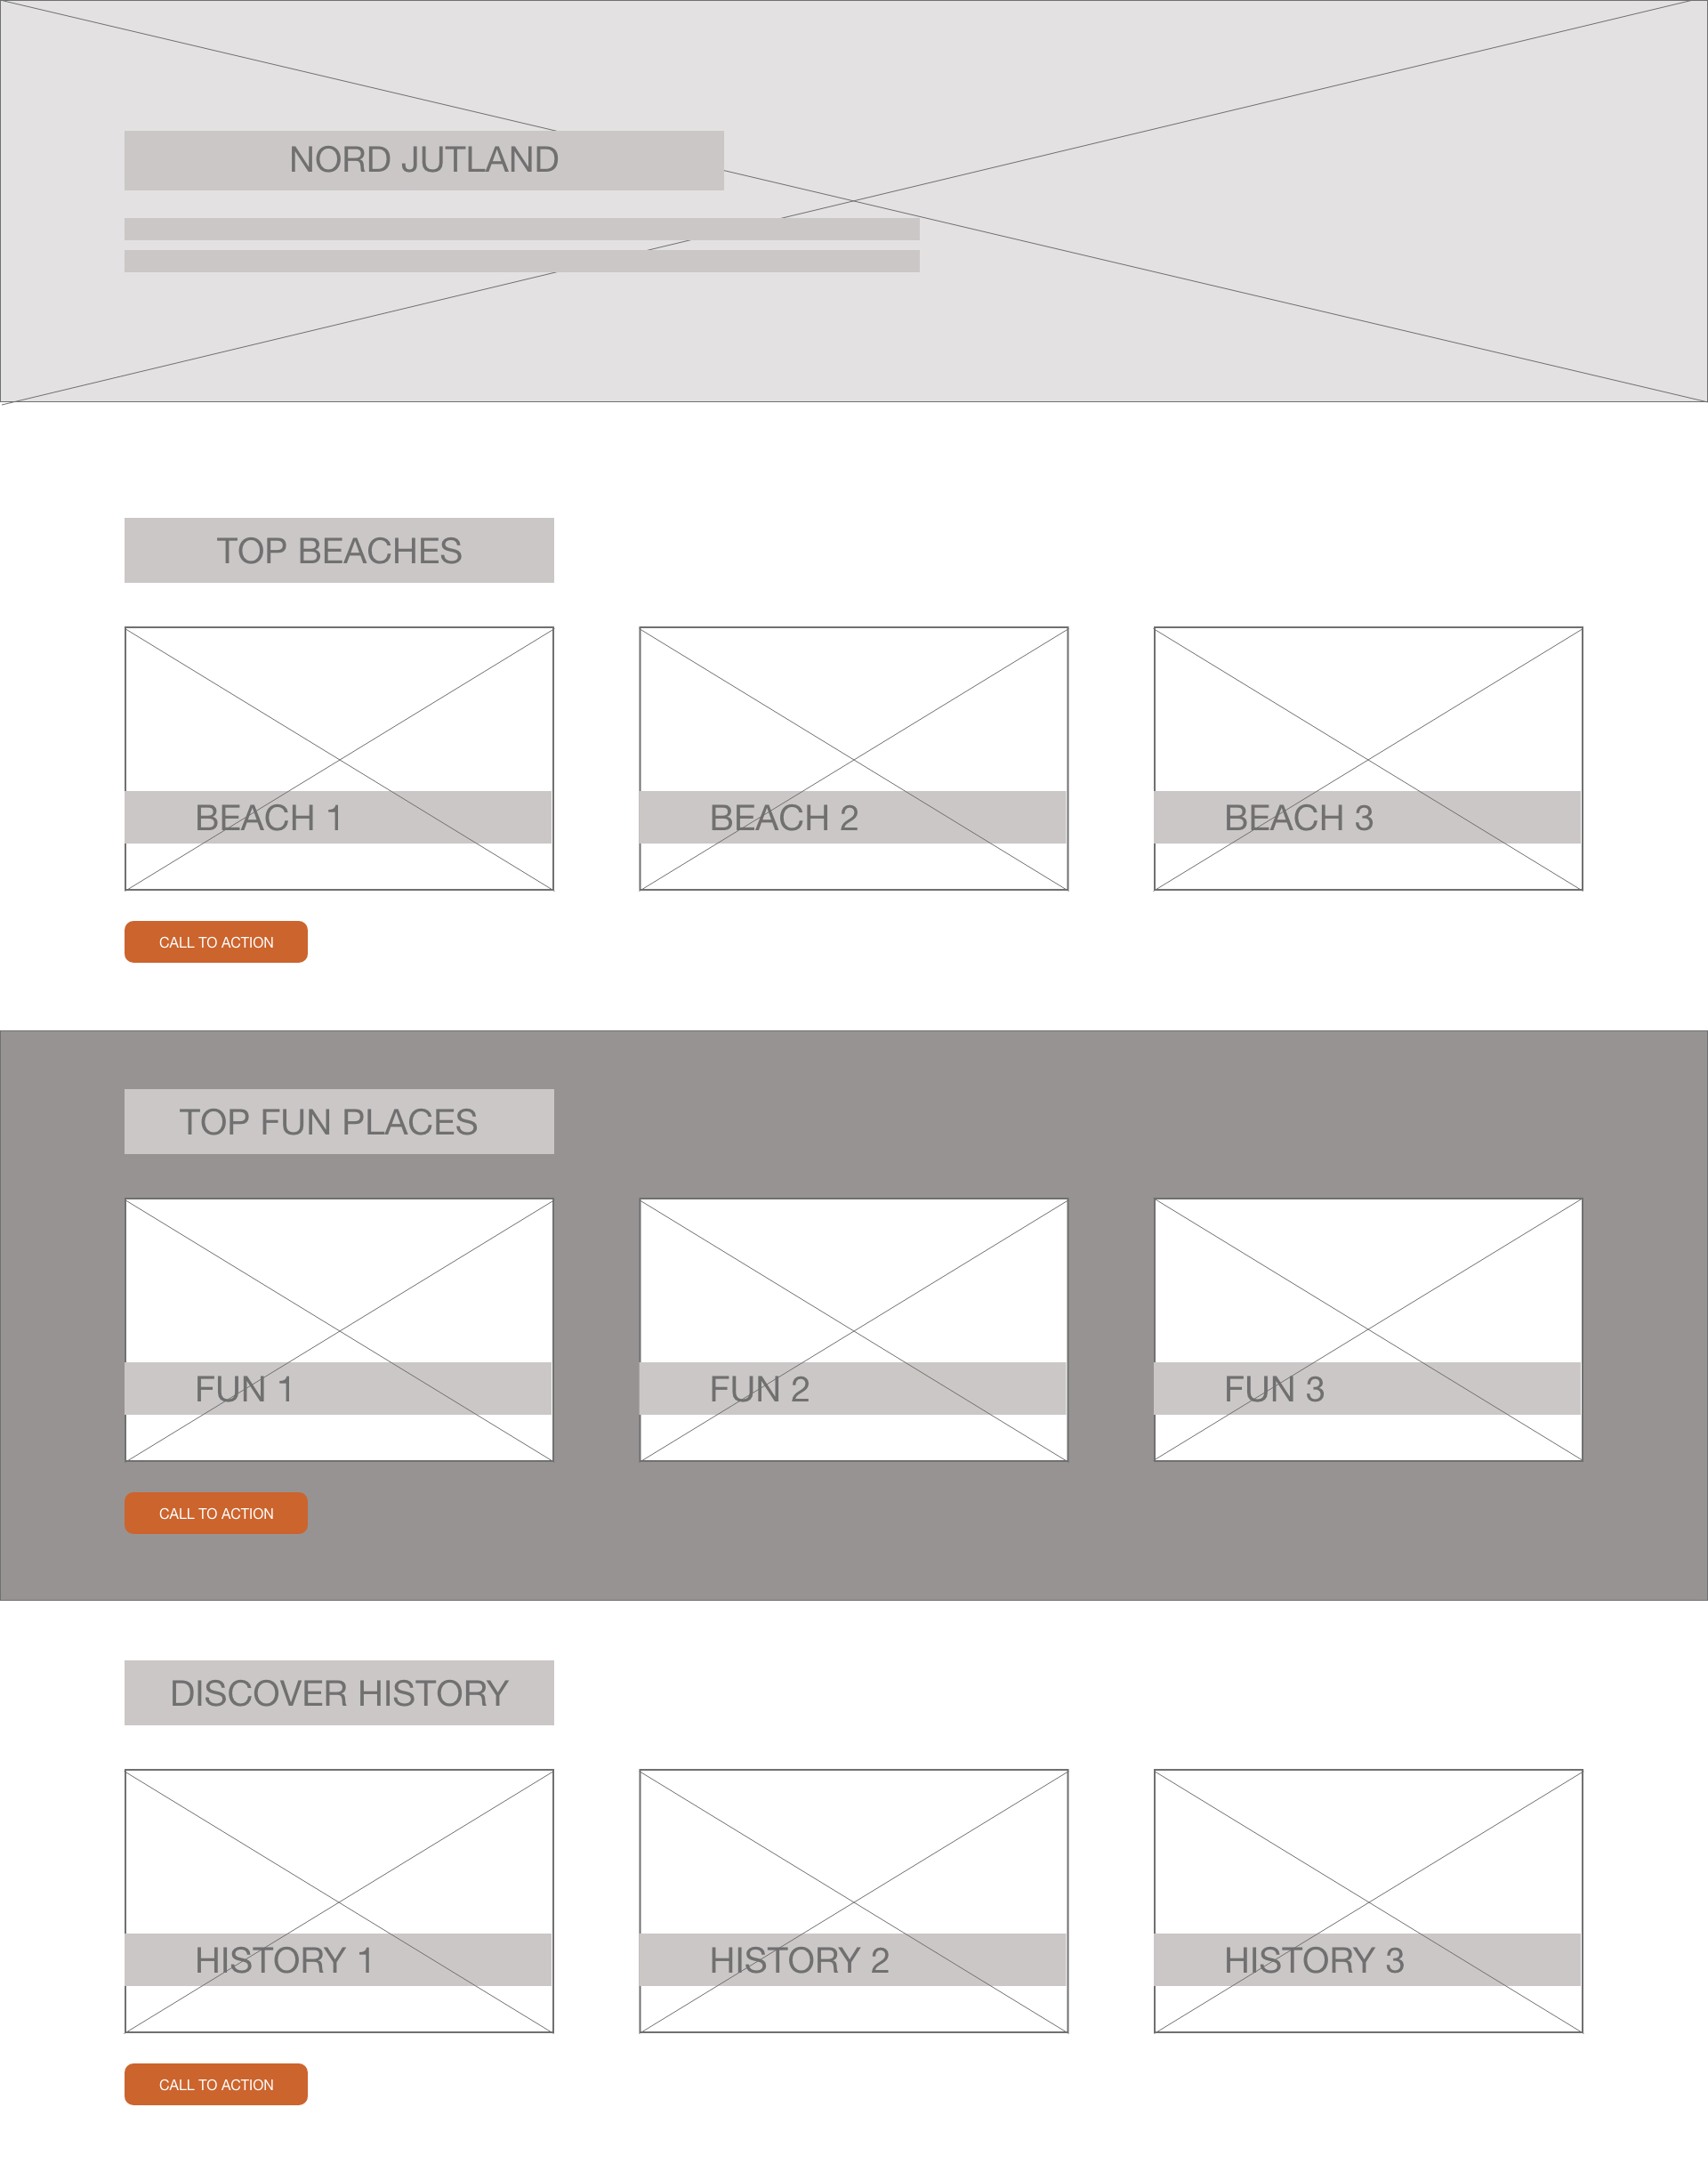 NORD JUTLAND
TOP BEACHES
BEACH 1
BEACH 2
BEACH 3
CALL TO ACTION
TOP FUN PLACES
FUN 1
FUN 2
FUN 3
CALL TO ACTION
DISCOVER HISTORY
HISTORY 1
HISTORY 2
HISTORY 3
CALL TO ACTION